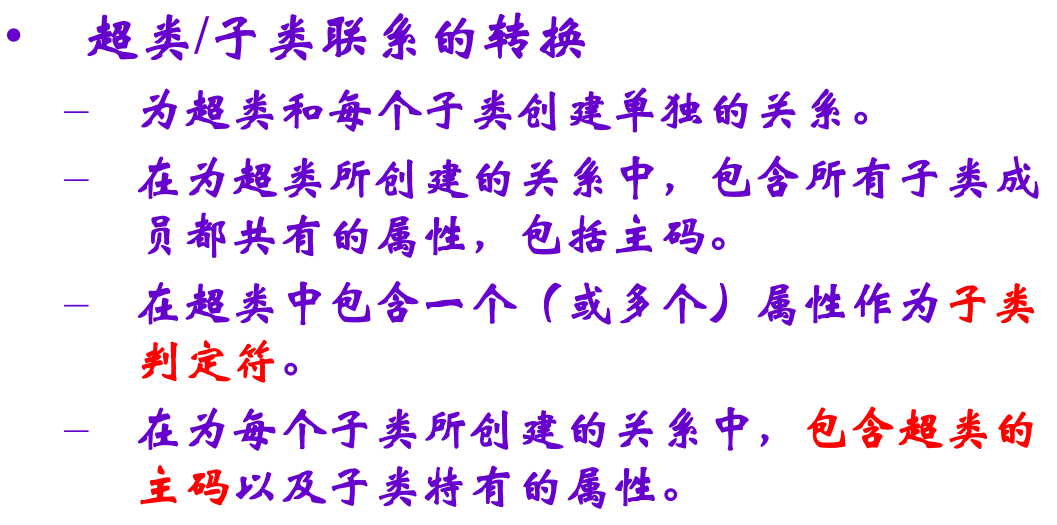 • 超类/子类联系的转换
– 为超类和每个子类创建单独的关系。
– 在为超类所创建的关系中，包含所有子类成
员都共有的属性，包括主码。
– 在超类中包含一个（或多个）属性作为子类
判定符。
– 在为每个子类所创建的关系中，包含超类的
主码以及子类特有的属性。